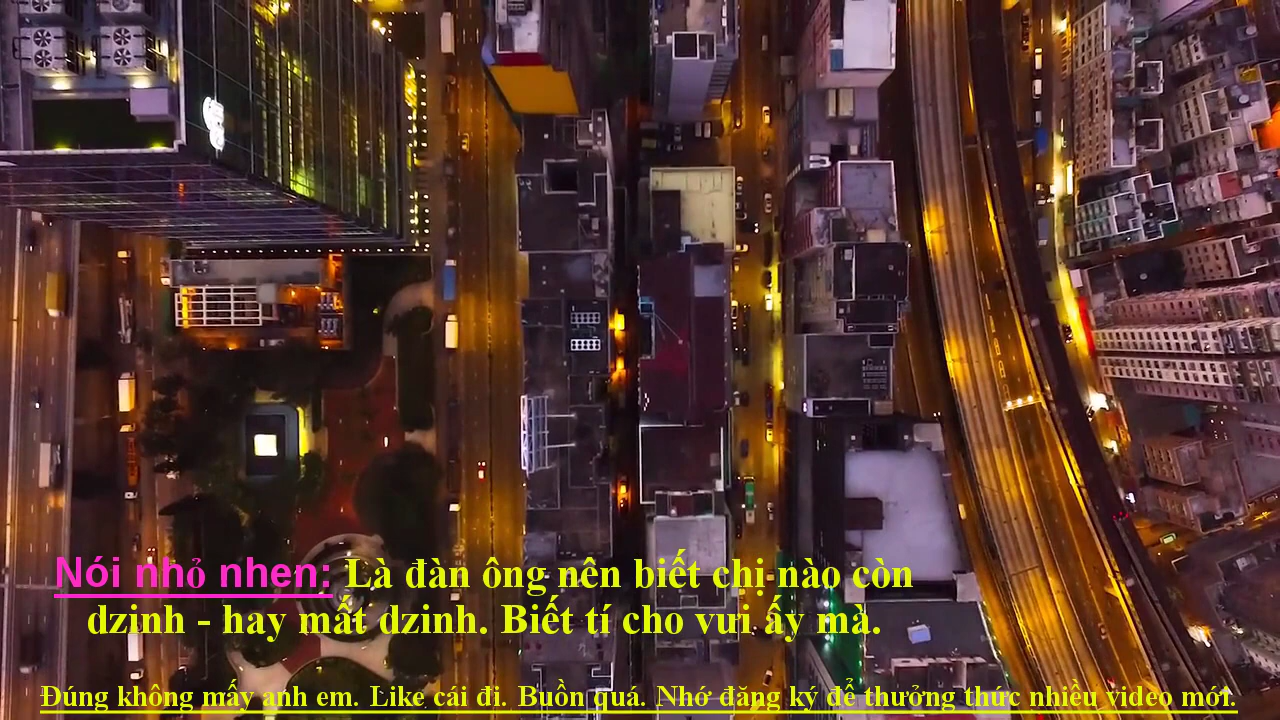 Nói nhỏ nhen: Là đàn ông nên biết chị nào còn
dzinh - hay mất dzinh. Biết tí cho vui ấy mà.
Đúng không mấy anh em. Like cái đi. Buồn quá. Nhớ đăng ký để thưởng thức nhiều video mới.